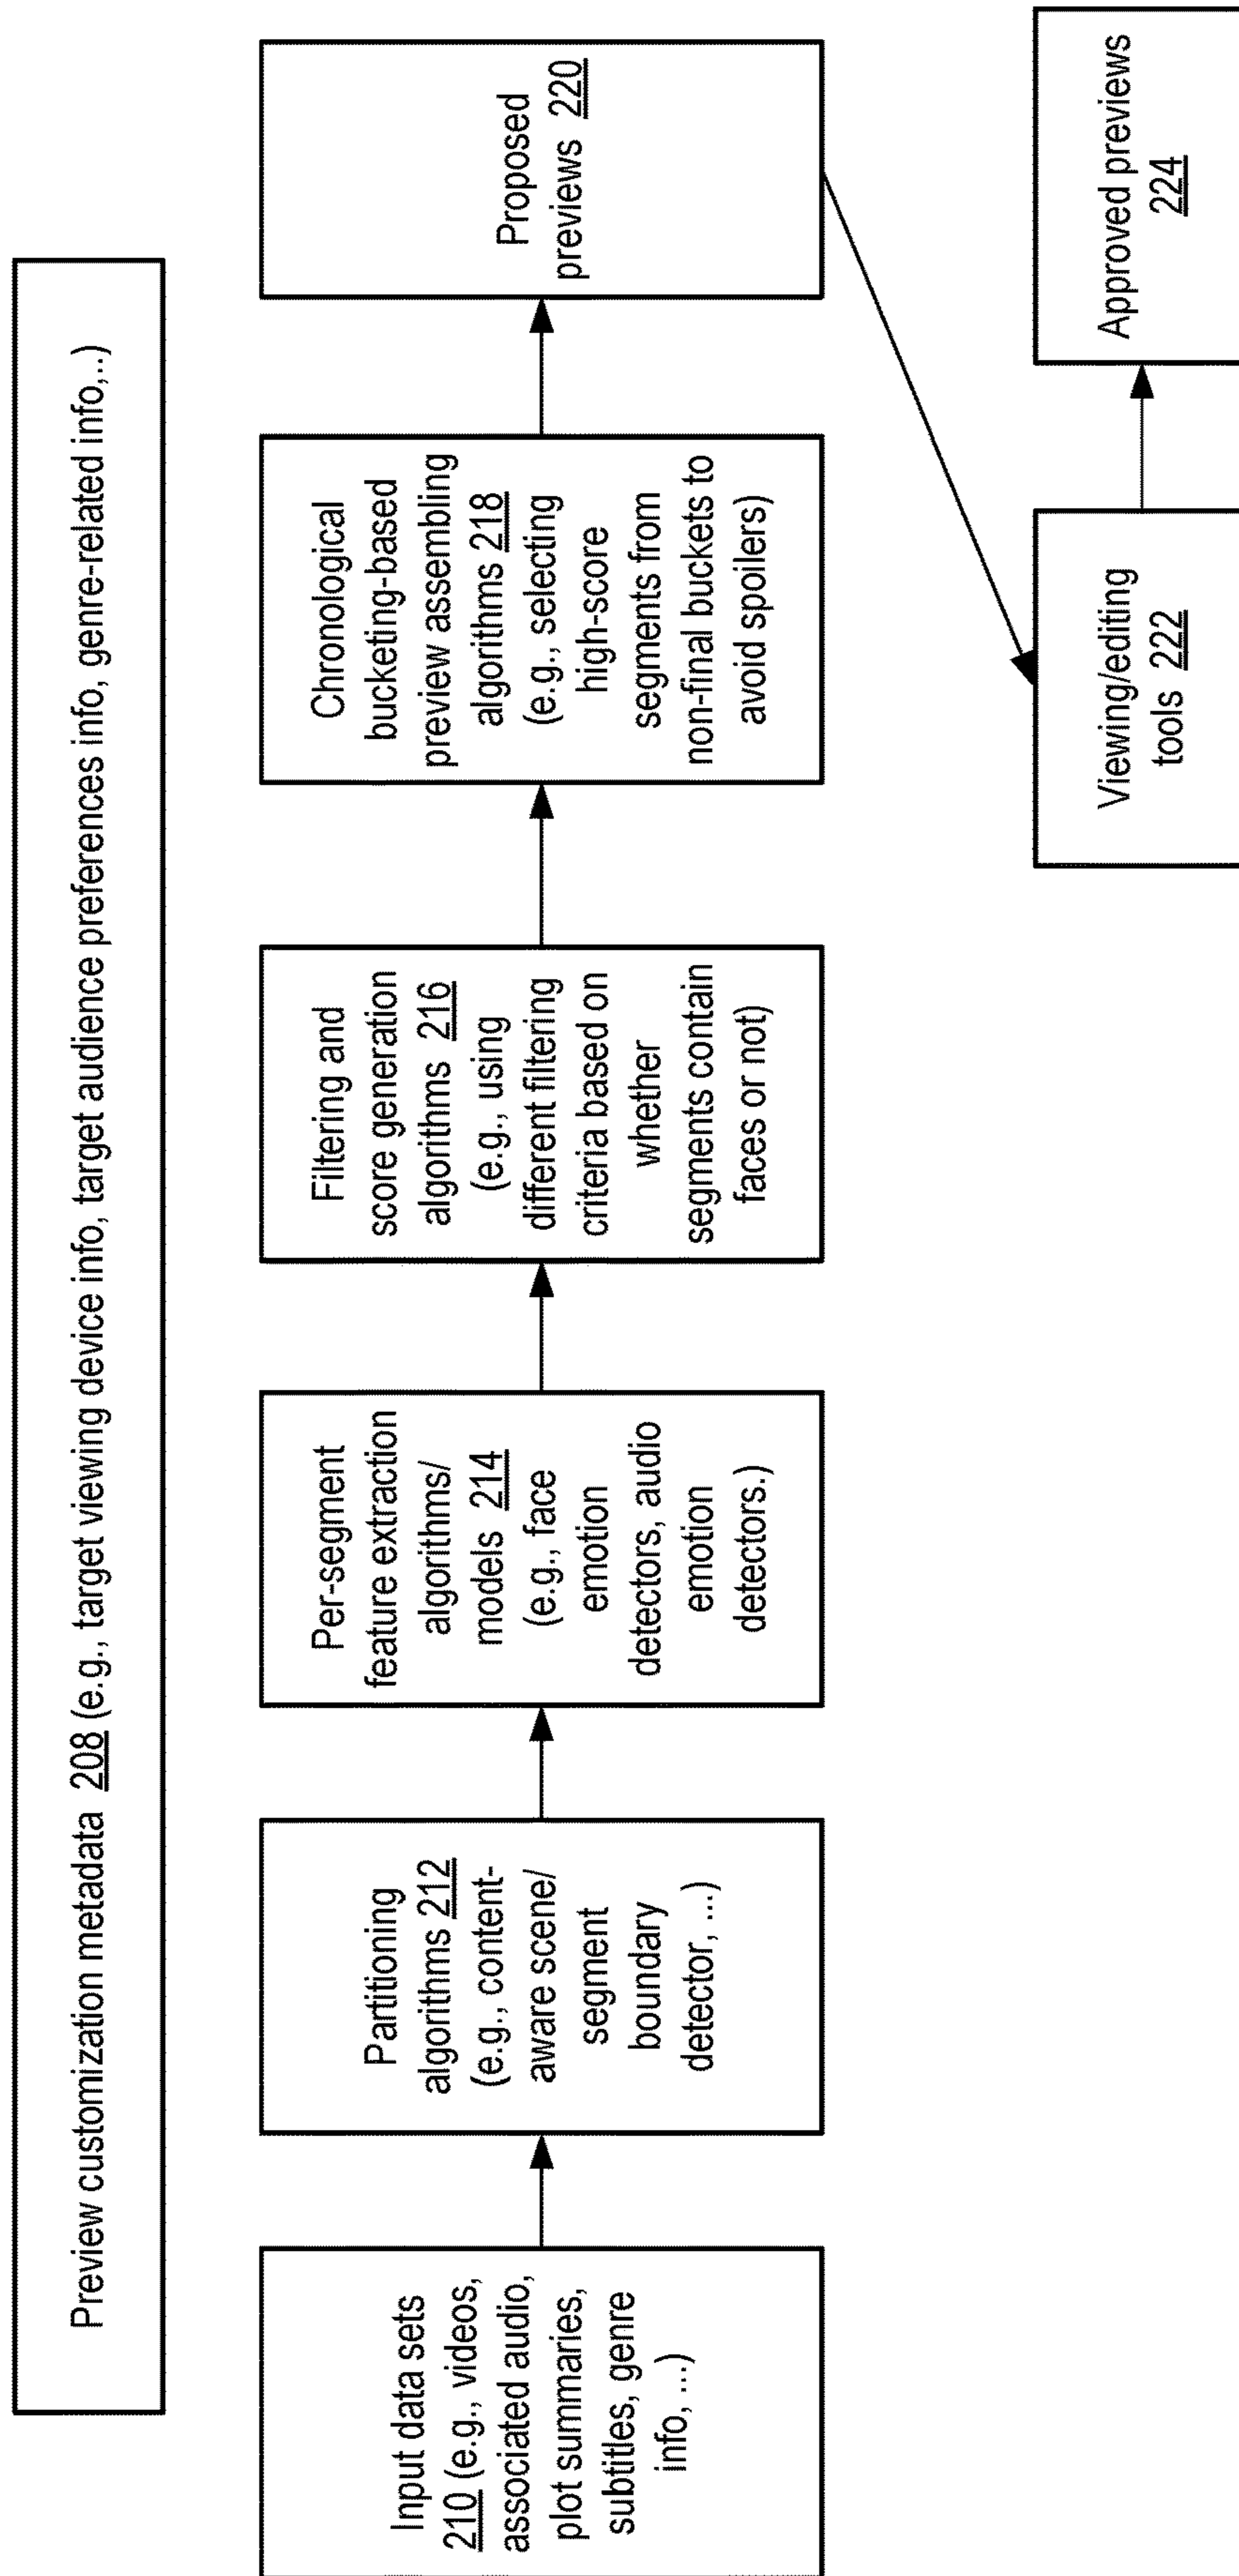 Preview customization metadata 208 (e.g., target viewing device info, target audience preferences info, genre-related info,..)
Input data sets
210 (e.g., videos,
associated audio,
plot summaries,
subtitles, genre
info, ...)
Partitioning
algorithms 212
(e.g., content-
aware scene/
segment
boundary
detector, ...)
Per-segment
feature extraction
algorithms/
models 214
(e.g., face
emotion
detectors, audio
emotion
detectors.)
Filtering and
score generation
algorithms 216
(e.g., using
different filtering
criteria based on
whether
segments contain
faces or not)
Chronological
bucketing-based
preview assembling
algorithms 218
(e.g., selecting
high-score
segments from
non-final buckets to
avoid spoilers)
Proposed
previews 220
Viewing/editing
tools 222
Approved previews
224